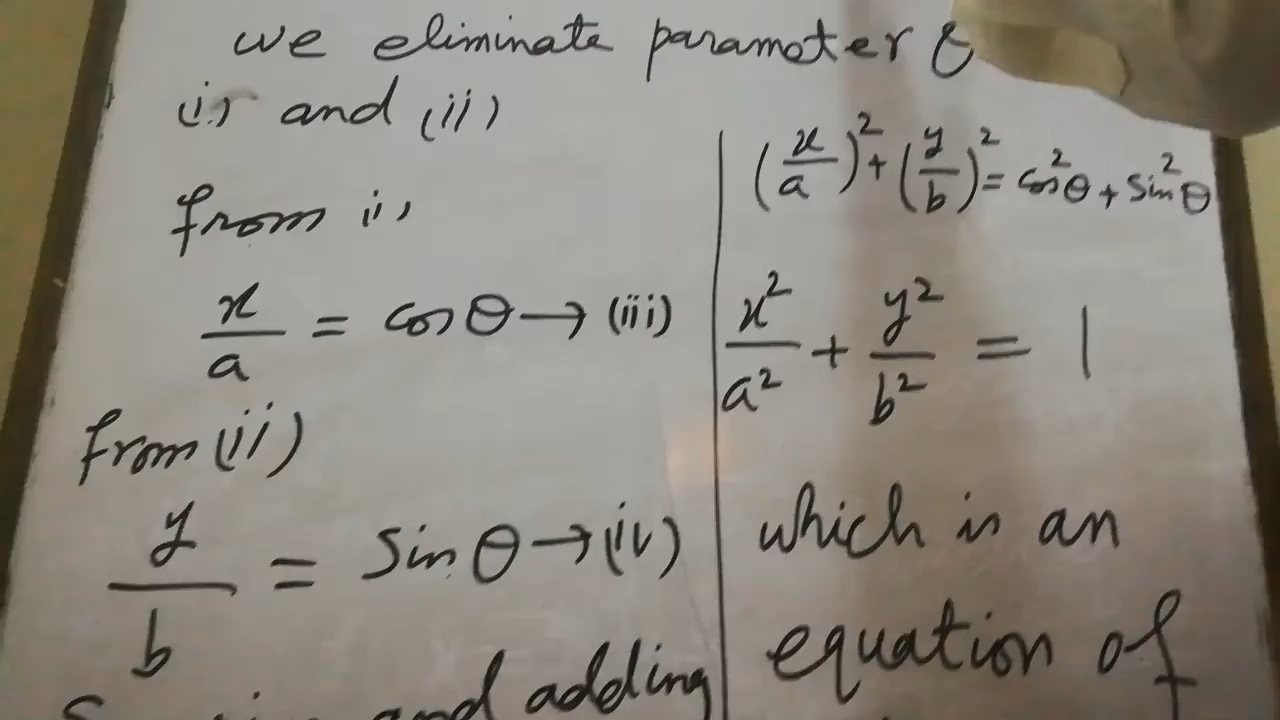 we eliminate parameter θ
(i) and (ii)
from (i)
x/a = cos θ → (iii)
from (ii)
y/b = sin θ → (iv)
and adding
(x/a)² + (y/b)² = cos²θ + sin²θ
x²/a² + y²/b² = 1
which is an
equation of